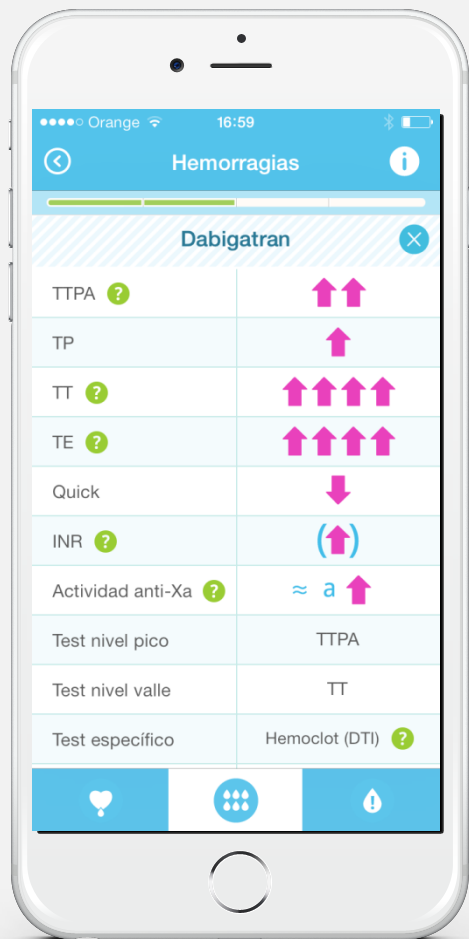 Orange 16:59
Hemorragias
Dabigatran
TTPA ?
TP
TT ?
TE ?
Quick
INR ? ( )
Actividad anti-Xa ? ≈ a
Test nivel pico TTPA
Test nivel valle TT
Test específico Hemoclot (DTI) ?